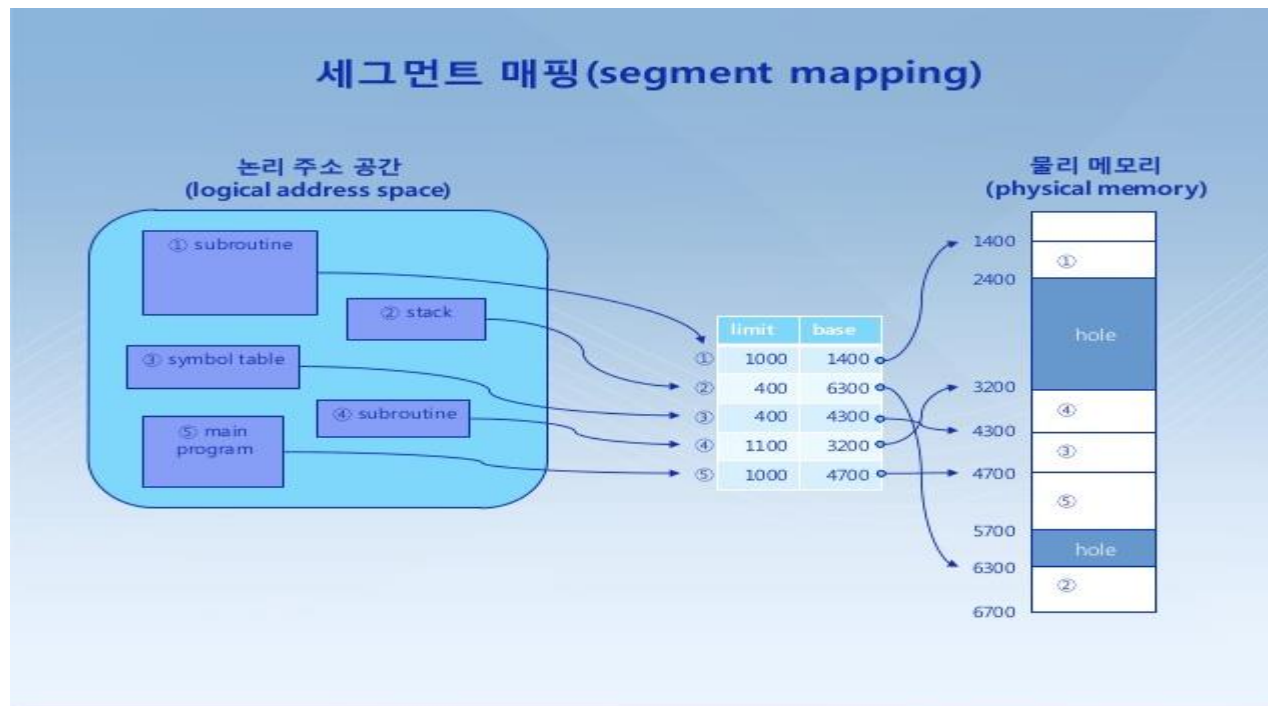 세그먼트 매핑(segment mapping)
논리 주소 공간
(logical address space)
① subroutine
② stack
③ symbol table
④ subroutine
⑤ main
program
limit base
① 1000 1400
② 400 6300
③ 400 4300
④ 1100 3200
⑤ 1000 4700
물리 메모리
(physical memory)
1400
①
2400
hole
3200
④
4300
③
4700
⑤
5700
hole
6300
②
6700